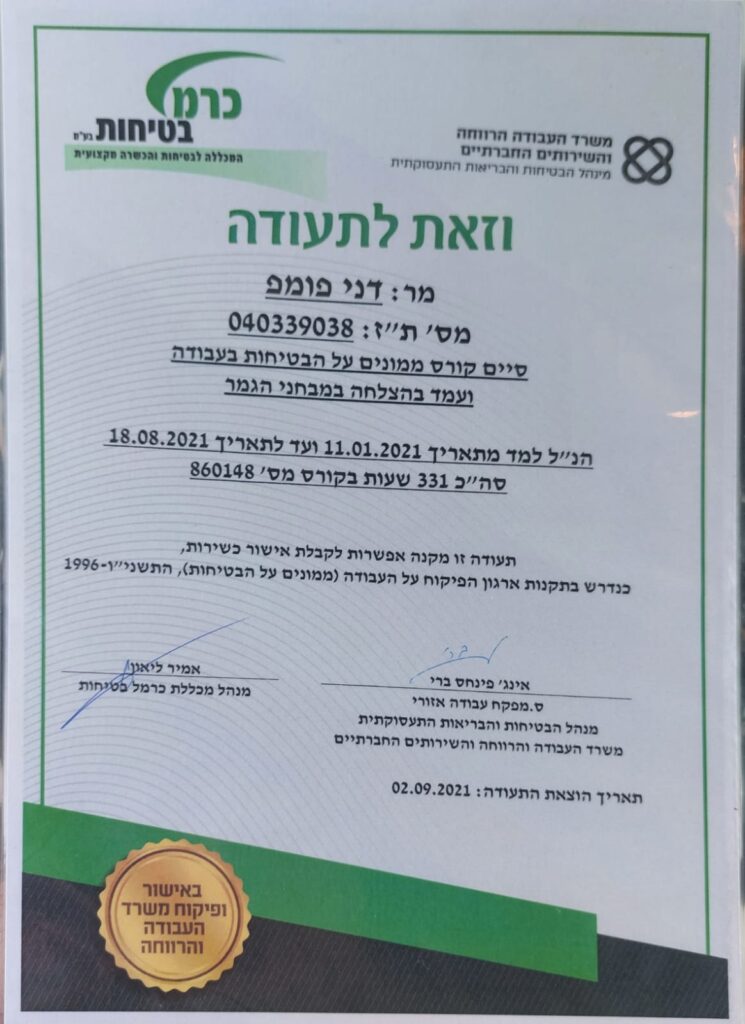 כרמל
בטיחות בע"מ
המכללה לבטיחות והכשרה מקצועית
משרד העבודה הרווחה
והשירותים החברתיים
מינהל הבטיחות והבריאות התעסוקתית
וזאת לתעודה
מר: דני פומפ
מס׳ ת״ז: 040339038
סיים קורס ממונים על הבטיחות בעבודה
ועמד בהצלחה במבחני הגמר
הנ״ל למד מתאריך 11.01.2021 ועד לתאריך 18.08.2021
סה״כ 331 שעות בקורס מס׳ 860148
תעודה זו מקנה אפשרות לקבלת אישור כשירות,
כנדרש בתקנות ארגון הפיקוח על העבודה (ממונים על הבטיחות), התשני״ו-1996
אינג׳ פינחס ברי
ס.מפקח עבודה אזורי
מנהל הבטיחות והבריאות התעסוקתית
משרד העבודה והרווחה והשירותים החברתיים
אמיר ליאון
מנהל מכללת כרמל בטיחות
תאריך הוצאת התעודה: 02.09.2021
באישור
ופיקוח משרד
העבודה
והרווחה